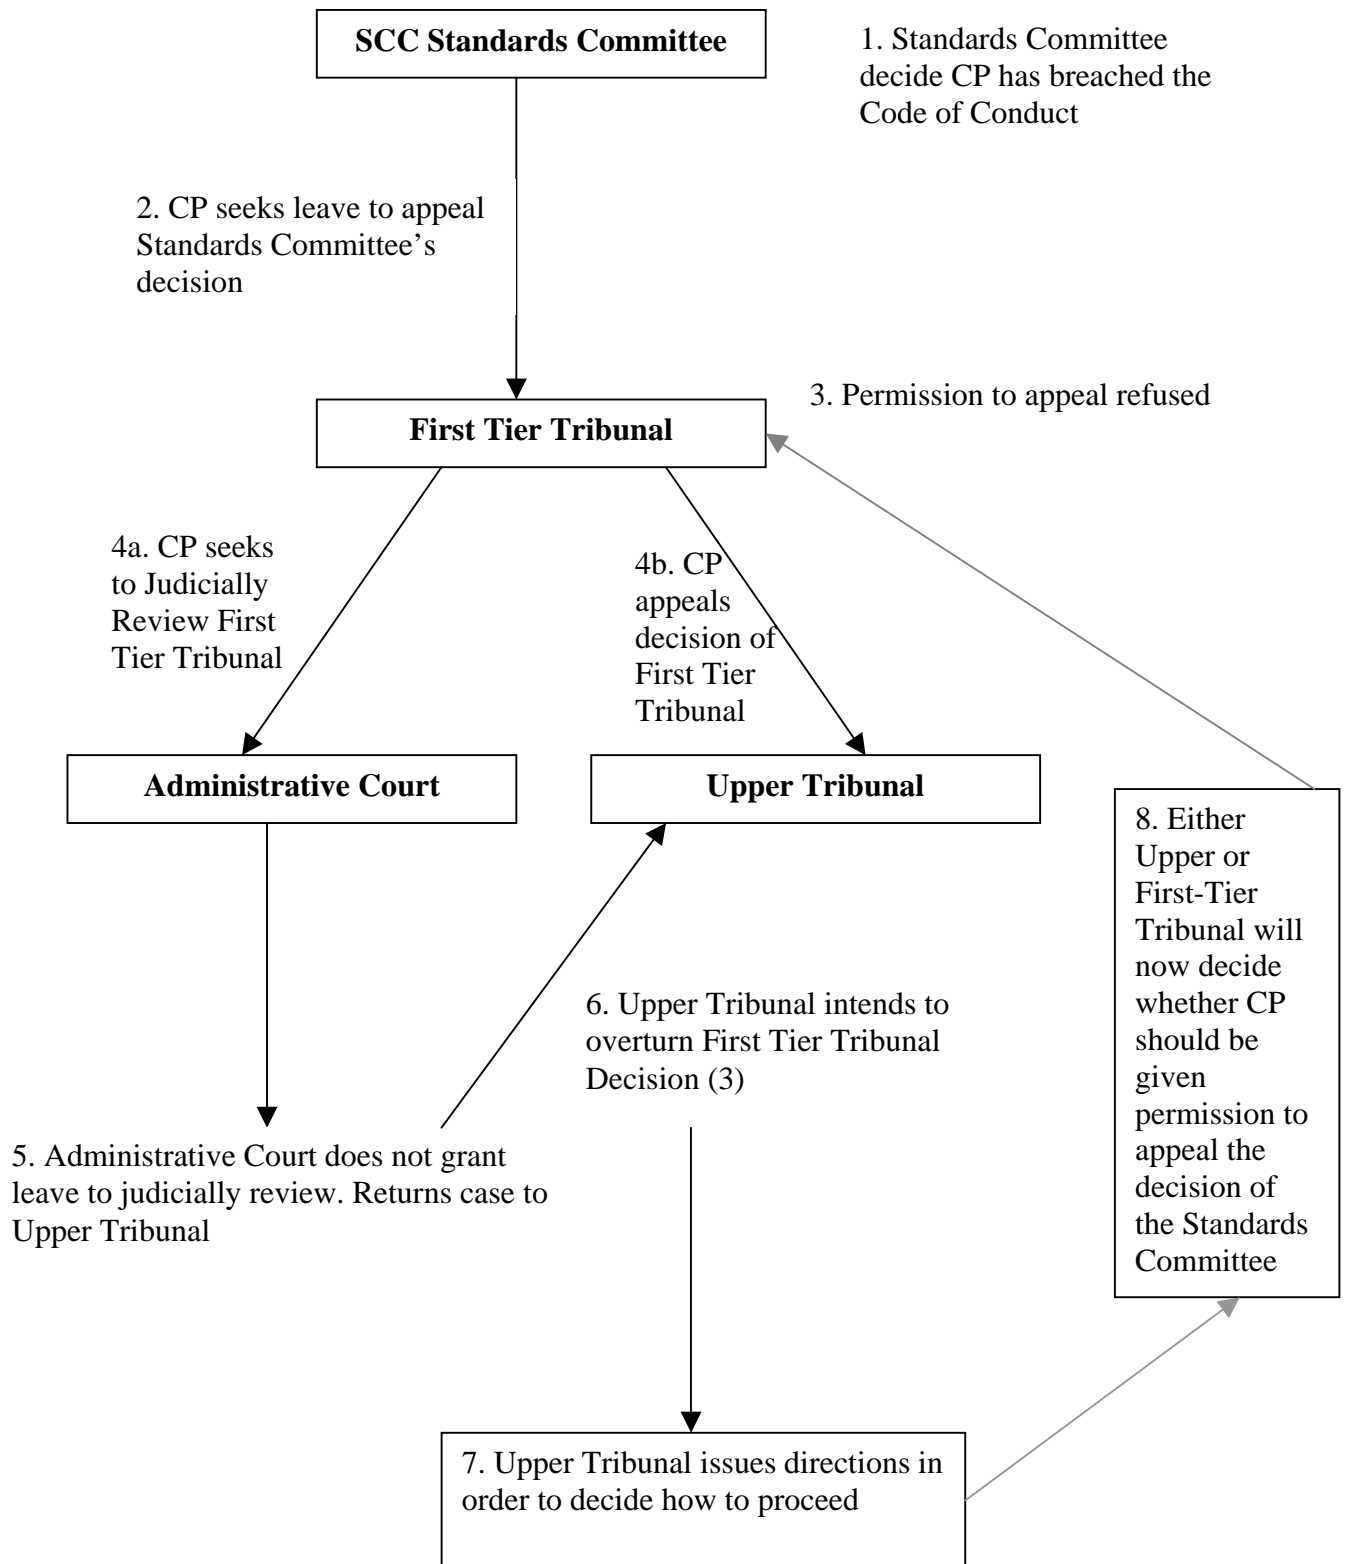 SCC Standards Committee
1. Standards Committee
decide CP has breached the
Code of Conduct
2. CP seeks leave to appeal
Standards Committee’s
decision
3. Permission to appeal refused
First Tier Tribunal
4a. CP seeks
to Judicially
Review First
Tier Tribunal
4b. CP
appeals
decision of
First Tier
Tribunal
Administrative Court
Upper Tribunal
5. Administrative Court does not grant
leave to judicially review. Returns case to
Upper Tribunal
6. Upper Tribunal intends to
overturn First Tier Tribunal
Decision (3)
7. Upper Tribunal issues directions in
order to decide how to proceed
8. Either
Upper or
First-Tier
Tribunal will
now decide
whether CP
should be
given
permission to
appeal the
decision of
the Standards
Committee